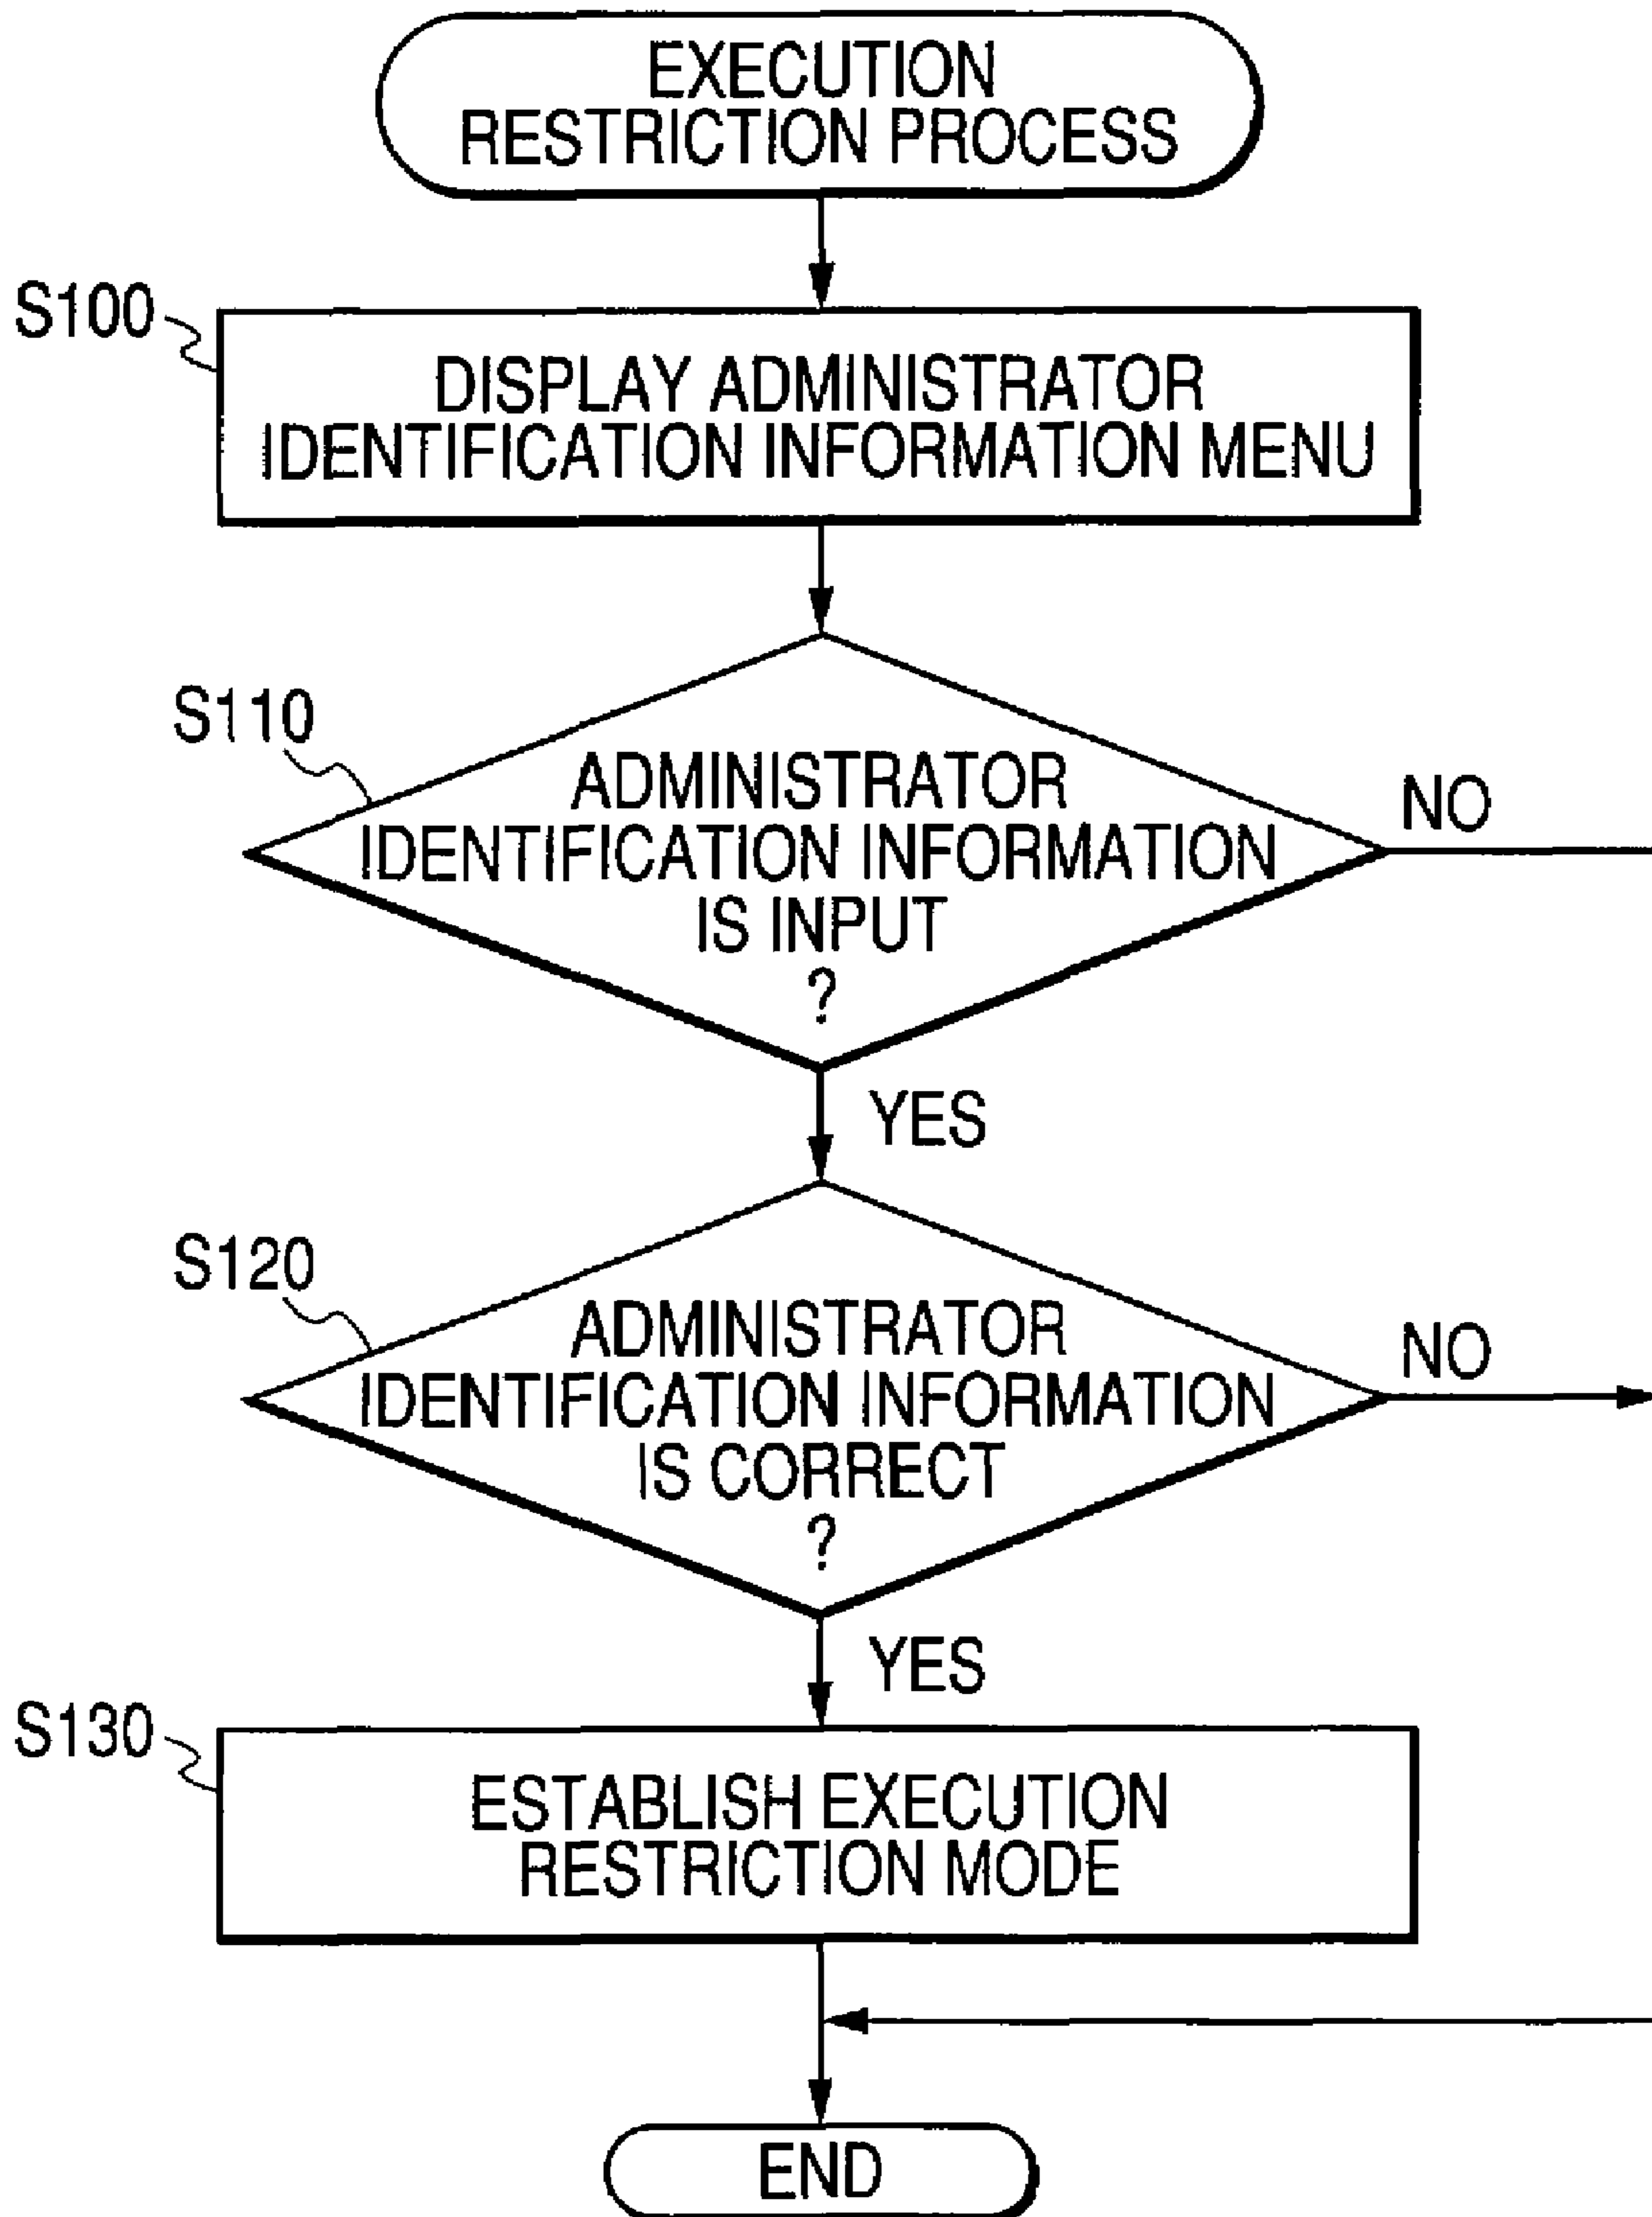 EXECUTION
RESTRICTION PROCESS
S100
DISPLAY ADMINISTRATOR
IDENTIFICATION INFORMATION MENU
S110
ADMINISTRATOR
IDENTIFICATION INFORMATION
IS INPUT
?
NO
YES
S120
ADMINISTRATOR
IDENTIFICATION INFORMATION
IS CORRECT
?
NO
YES
S130
ESTABLISH EXECUTION
RESTRICTION MODE
END